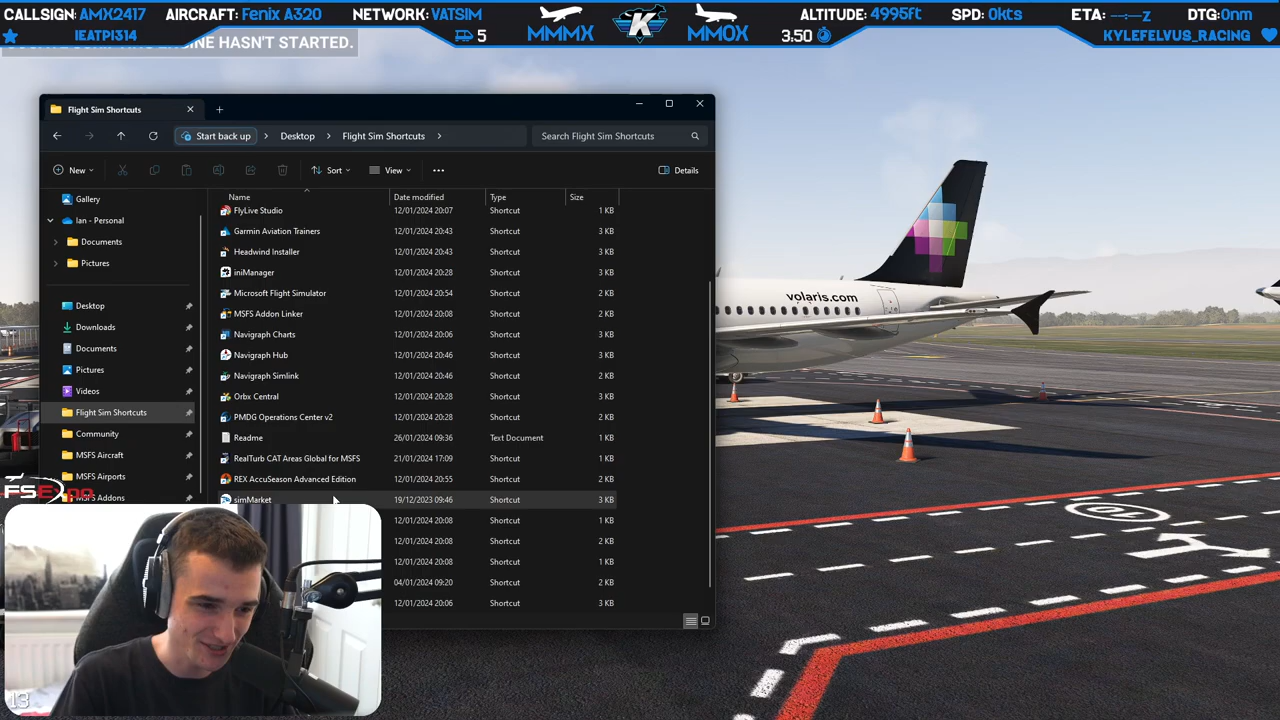 CALLSIGN: AMX2417
AIRCRAFT: Fenix A320
NETWORK: VATSIM
ALTITUDE: 4995ft
SPD: 0kts
ETA: --:--z
DTG: 0nm
IEATPI314
5
MMMX
K
MMOX
3:50
KYLEFELVUS_RACING
ENGINE HASN'T STARTED.
Flight Sim Shortcuts
Start back up
Desktop
Flight Sim Shortcuts
Search Flight Sim Shortcuts
New
Sort
View
Details
Name
Date modified
Type
Size
Gallery
Ian - Personal
Documents
Pictures
Desktop
Downloads
Documents
Pictures
Videos
Flight Sim Shortcuts
Community
MSFS Aircraft
MSFS Airports
MSFS Addons
FlyLive Studio 12/01/2024 20:07 Shortcut 1 KB
Garmin Aviation Trainers 12/01/2024 20:43 Shortcut 3 KB
Headwind Installer 12/01/2024 20:43 Shortcut 3 KB
iniManager 12/01/2024 20:28 Shortcut 3 KB
Microsoft Flight Simulator 12/01/2024 20:54 Shortcut 2 KB
MSFS Addon Linker 12/01/2024 20:08 Shortcut 2 KB
Navigraph Charts 12/01/2024 20:06 Shortcut 3 KB
Navigraph Hub 12/01/2024 20:46 Shortcut 3 KB
Navigraph Simlink 12/01/2024 20:46 Shortcut 2 KB
Orbx Central 12/01/2024 20:28 Shortcut 3 KB
PMDG Operations Center v2 12/01/2024 20:28 Shortcut 2 KB
Readme 26/01/2024 09:36 Text Document 1 KB
RealTurb CAT Areas Global for MSFS 21/01/2024 17:09 Shortcut 2 KB
REX AccuSeason Advanced Edition 12/01/2024 20:55 Shortcut 2 KB
simMarket 19/12/2023 09:46 Shortcut 3 KB
12/01/2024 20:08 Shortcut 1 KB
12/01/2024 20:08 Shortcut 2 KB
12/01/2024 20:08 Shortcut 1 KB
04/01/2024 09:20 Shortcut 2 KB
12/01/2024 20:06 Shortcut 3 KB
volaris.com
13